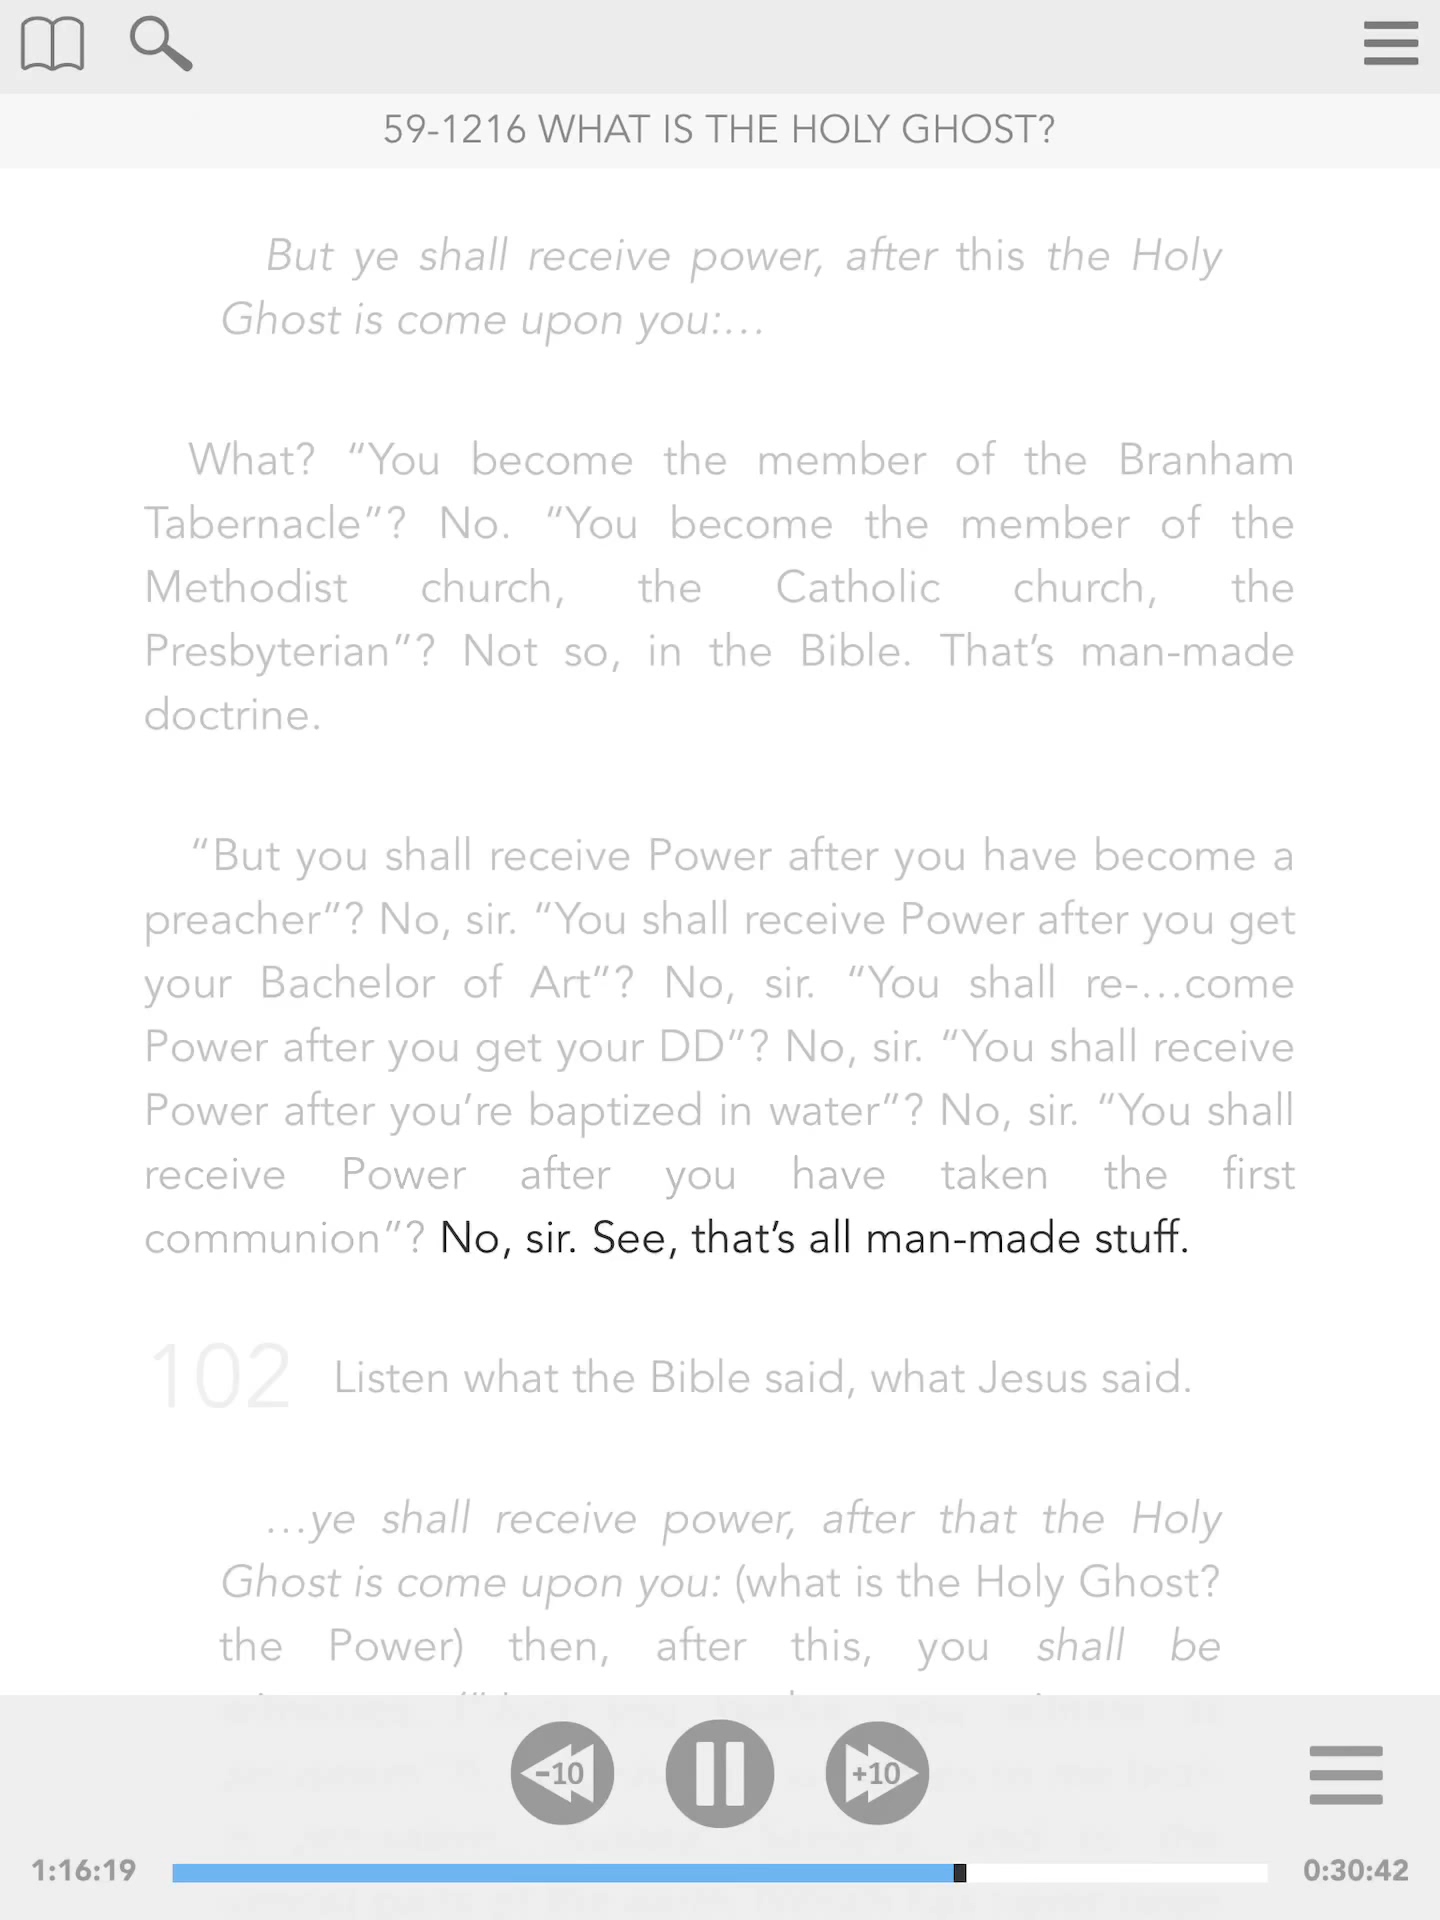 59-1216 WHAT IS THE HOLY GHOST?
But ye shall receive power, after this the Holy
Ghost is come upon you:…
What? “You become the member of the Branham
Tabernacle”? No. “You become the member of the
Methodist church, the Catholic church, the
Presbyterian”? Not so, in the Bible. That’s man-made
doctrine.
“But you shall receive Power after you have become a
preacher”? No, sir. “You shall receive Power after you get
your Bachelor of Art”? No, sir. “You shall re-…come
Power after you get your DD”? No, sir. “You shall receive
Power after you’re baptized in water”? No, sir. “You shall
receive Power after you have taken the first
communion”? No, sir. See, that’s all man-made stuff.
102 Listen what the Bible said, what Jesus said.
…ye shall receive power, after that the Holy
Ghost is come upon you: (what is the Holy Ghost?
the Power) then, after this, you shall be
-10 +10
1:16:19 0:30:42